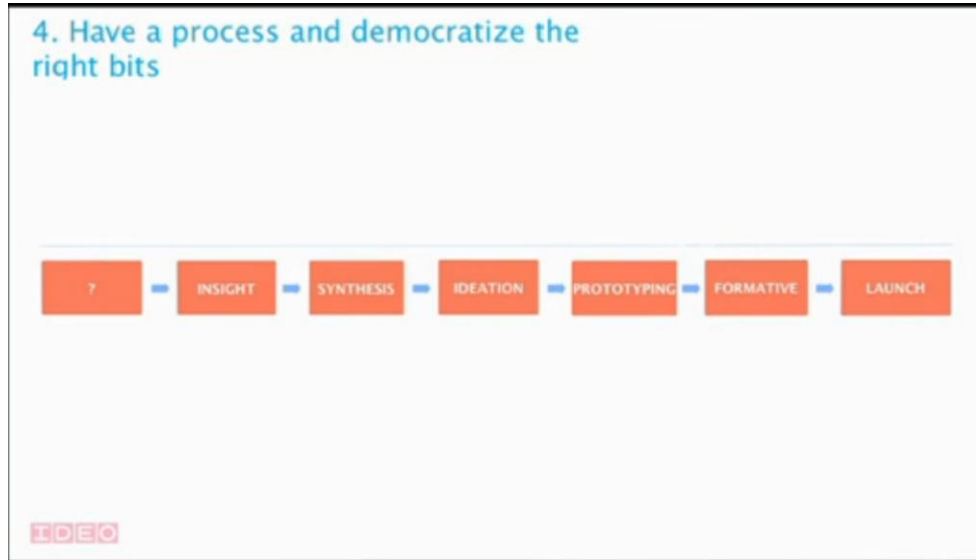 4. Have a process and democratize the
right bits
? INSIGHT SYNTHESIS IDEATION PROTOTYPING FORMATIVE LAUNCH
IDEO